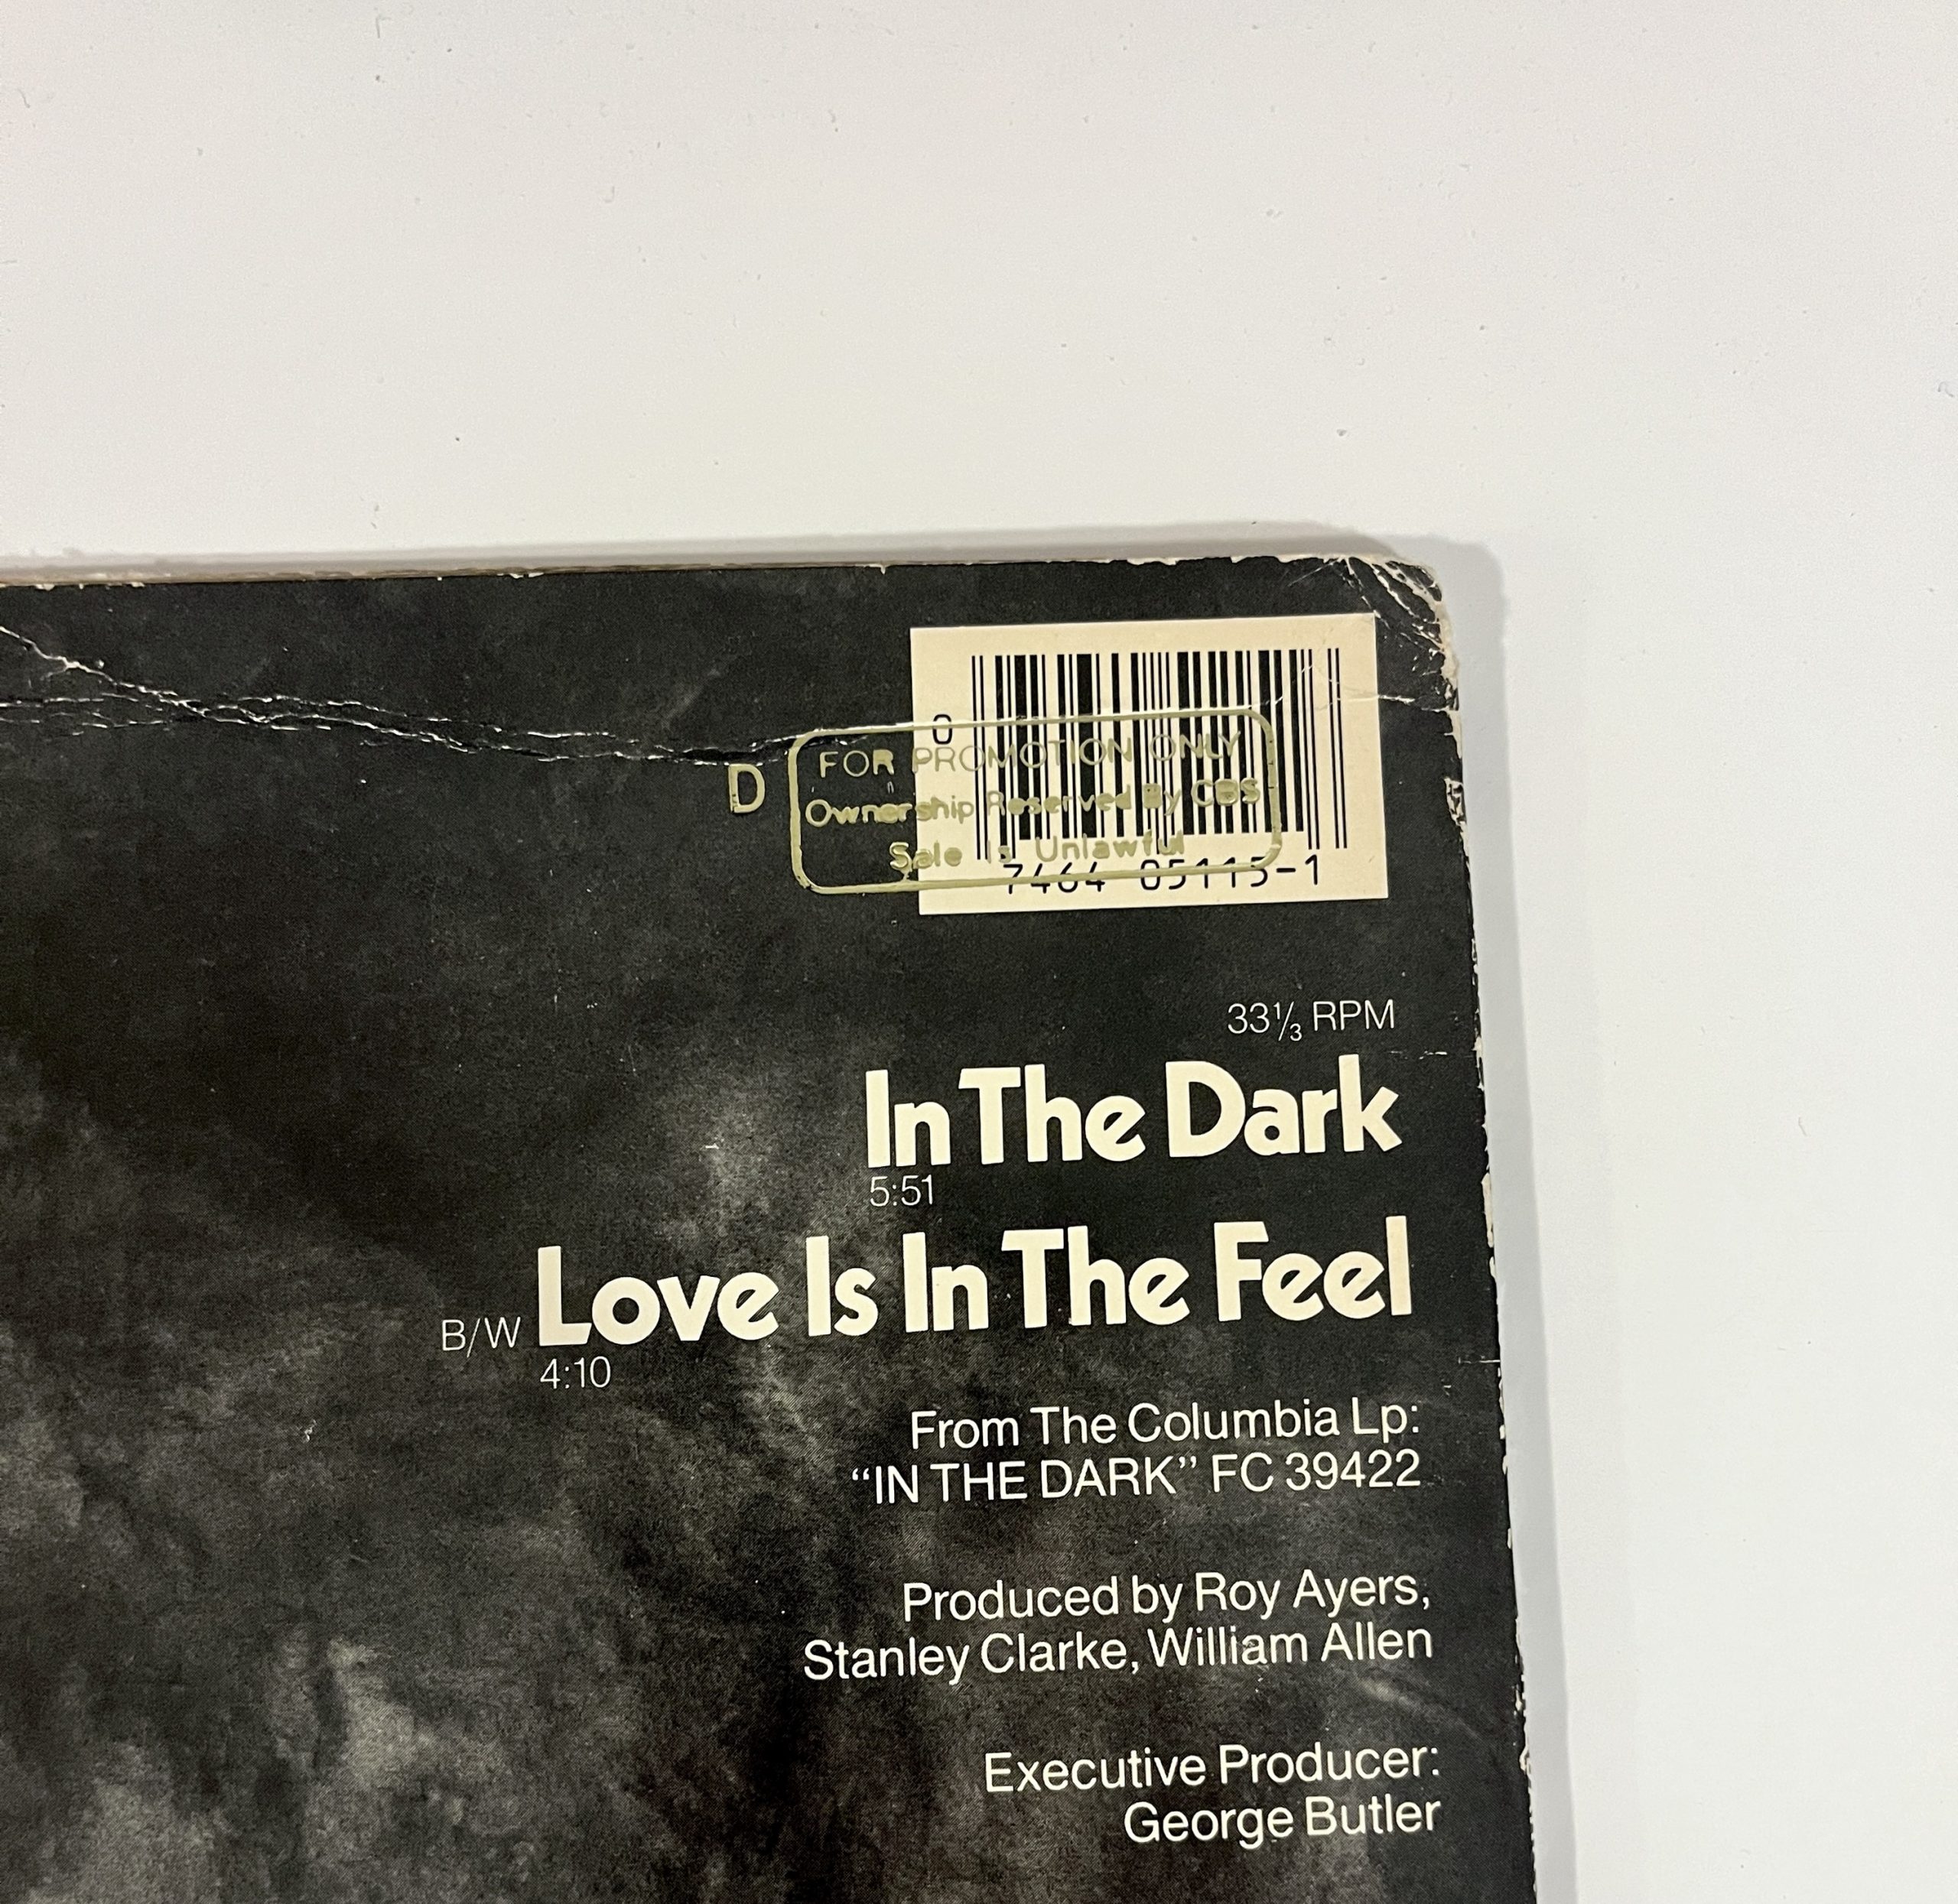 0
D
FOR PROMOTION ONLY
Ownership Reserved By CBS
Sale Is Unlawful
7464 05115-1
33⅓ RPM
In The Dark
5:51
B/W Love Is In The Feel
4:10
From The Columbia Lp:
“IN THE DARK” FC 39422
Produced by Roy Ayers,
Stanley Clarke, William Allen
Executive Producer:
George Butler